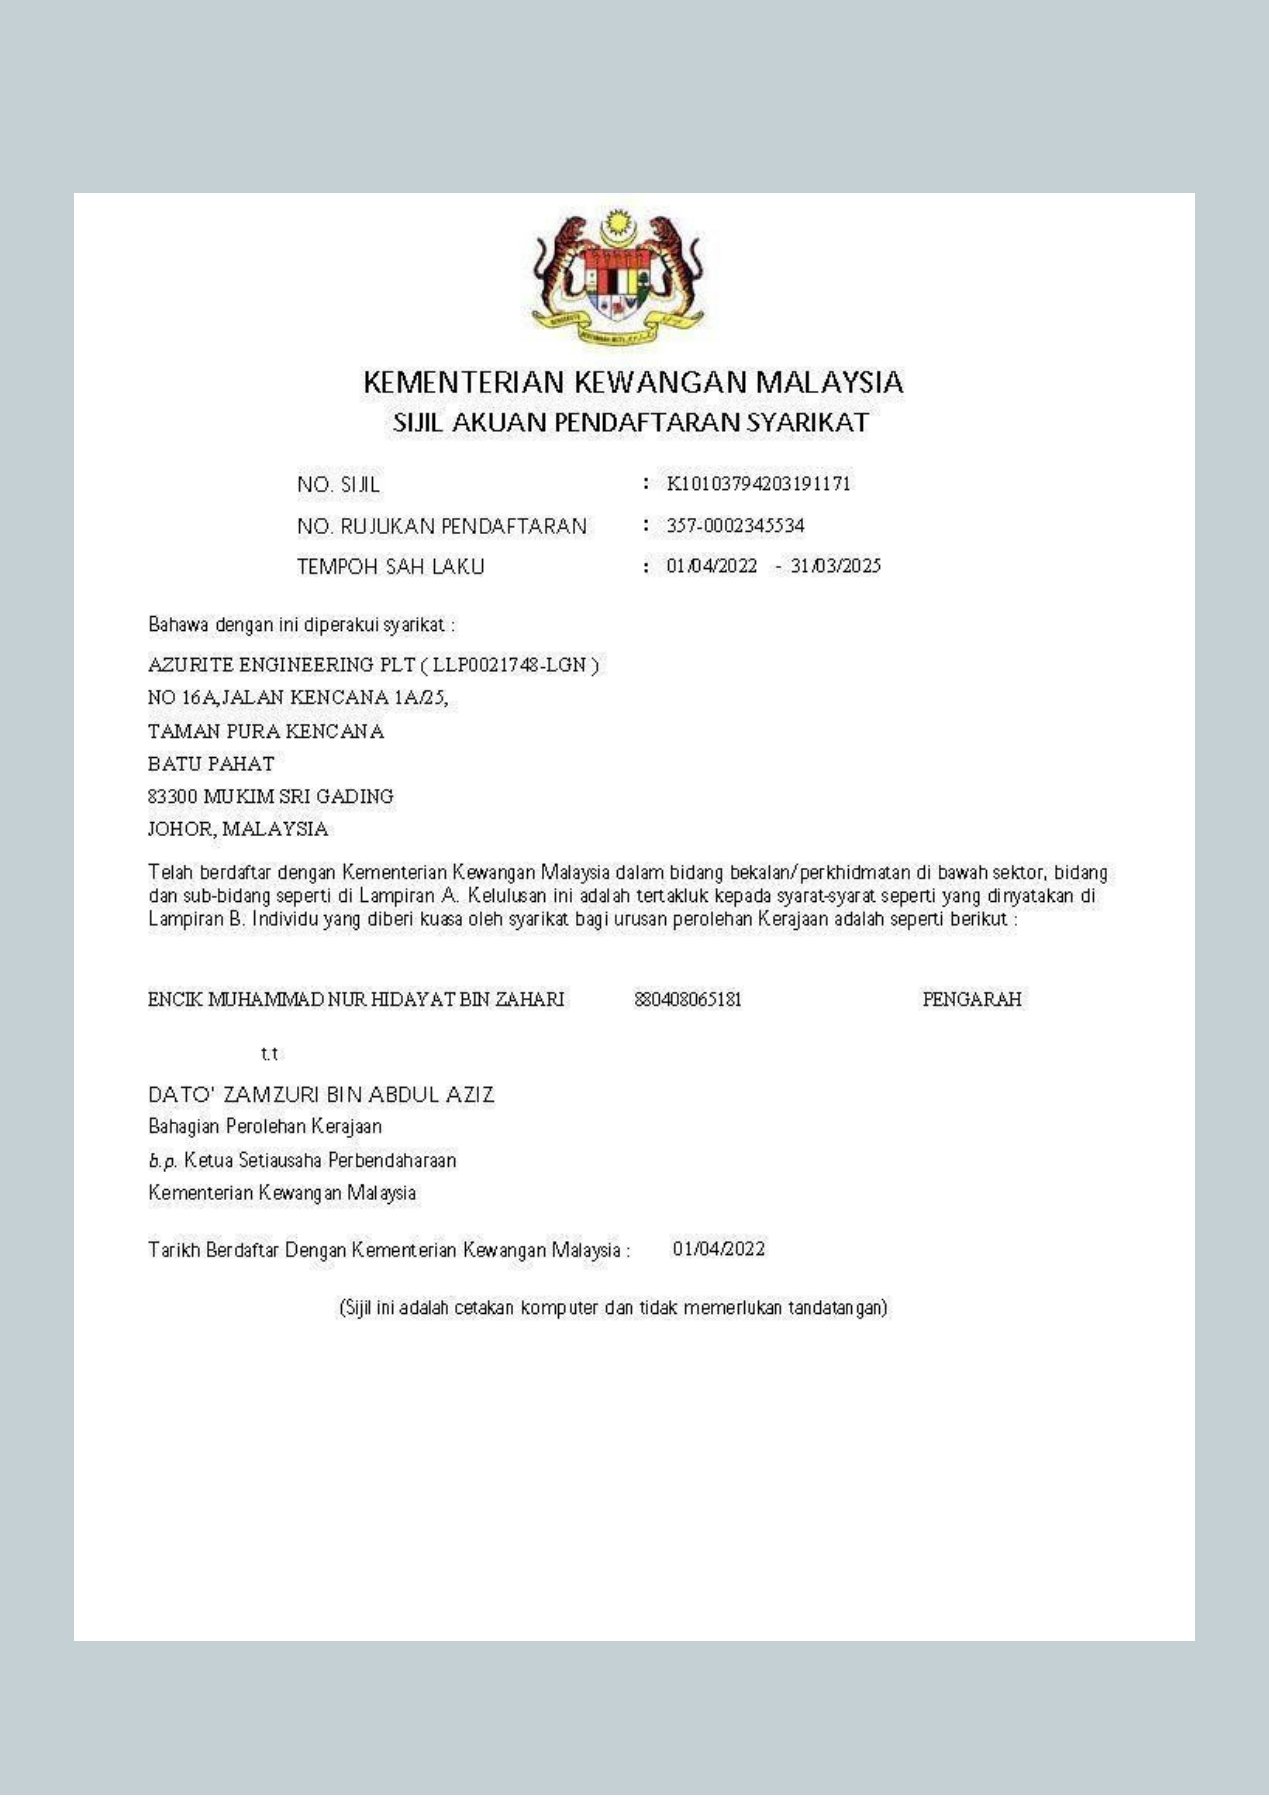 KEMENTERIAN KEWANGAN MALAYSIA
SIJIL AKUAN PENDAFTARAN SYARIKAT
NO. SIJIL : K10103794203191171
NO. RUJUKAN PENDAFTARAN : 357-0002345534
TEMPOH SAH LAKU : 01/04/2022 - 31/03/2025
Bahawa dengan ini diperakui syarikat :
AZURITE ENGINEERING PLT ( LLP0021748-LGN )
NO 16A,JALAN KENCANA 1A/25,
TAMAN PURA KENCANA
BATU PAHAT
83300 MUKIM SRI GADING
JOHOR, MALAYSIA
Telah berdaftar dengan Kementerian Kewangan Malaysia dalam bidang bekalan/perkhidmatan di bawah sektor, bidang
dan sub-bidang seperti di Lampiran A. Kelulusan ini adalah tertakluk kepada syarat-syarat seperti yang dinyatakan di
Lampiran B. Individu yang diberi kuasa oleh syarikat bagi urusan perolehan Kerajaan adalah seperti berikut :
ENCIK MUHAMMAD NUR HIDAYAT BIN ZAHARI 880408065181 PENGARAH
t.t
DATO' ZAMZURI BIN ABDUL AZIZ
Bahagian Perolehan Kerajaan
b.p. Ketua Setiausaha Perbendaharaan
Kementerian Kewangan Malaysia
Tarikh Berdaftar Dengan Kementerian Kewangan Malaysia : 01/04/2022
(Sijil ini adalah cetakan komputer dan tidak memerlukan tandatangan)